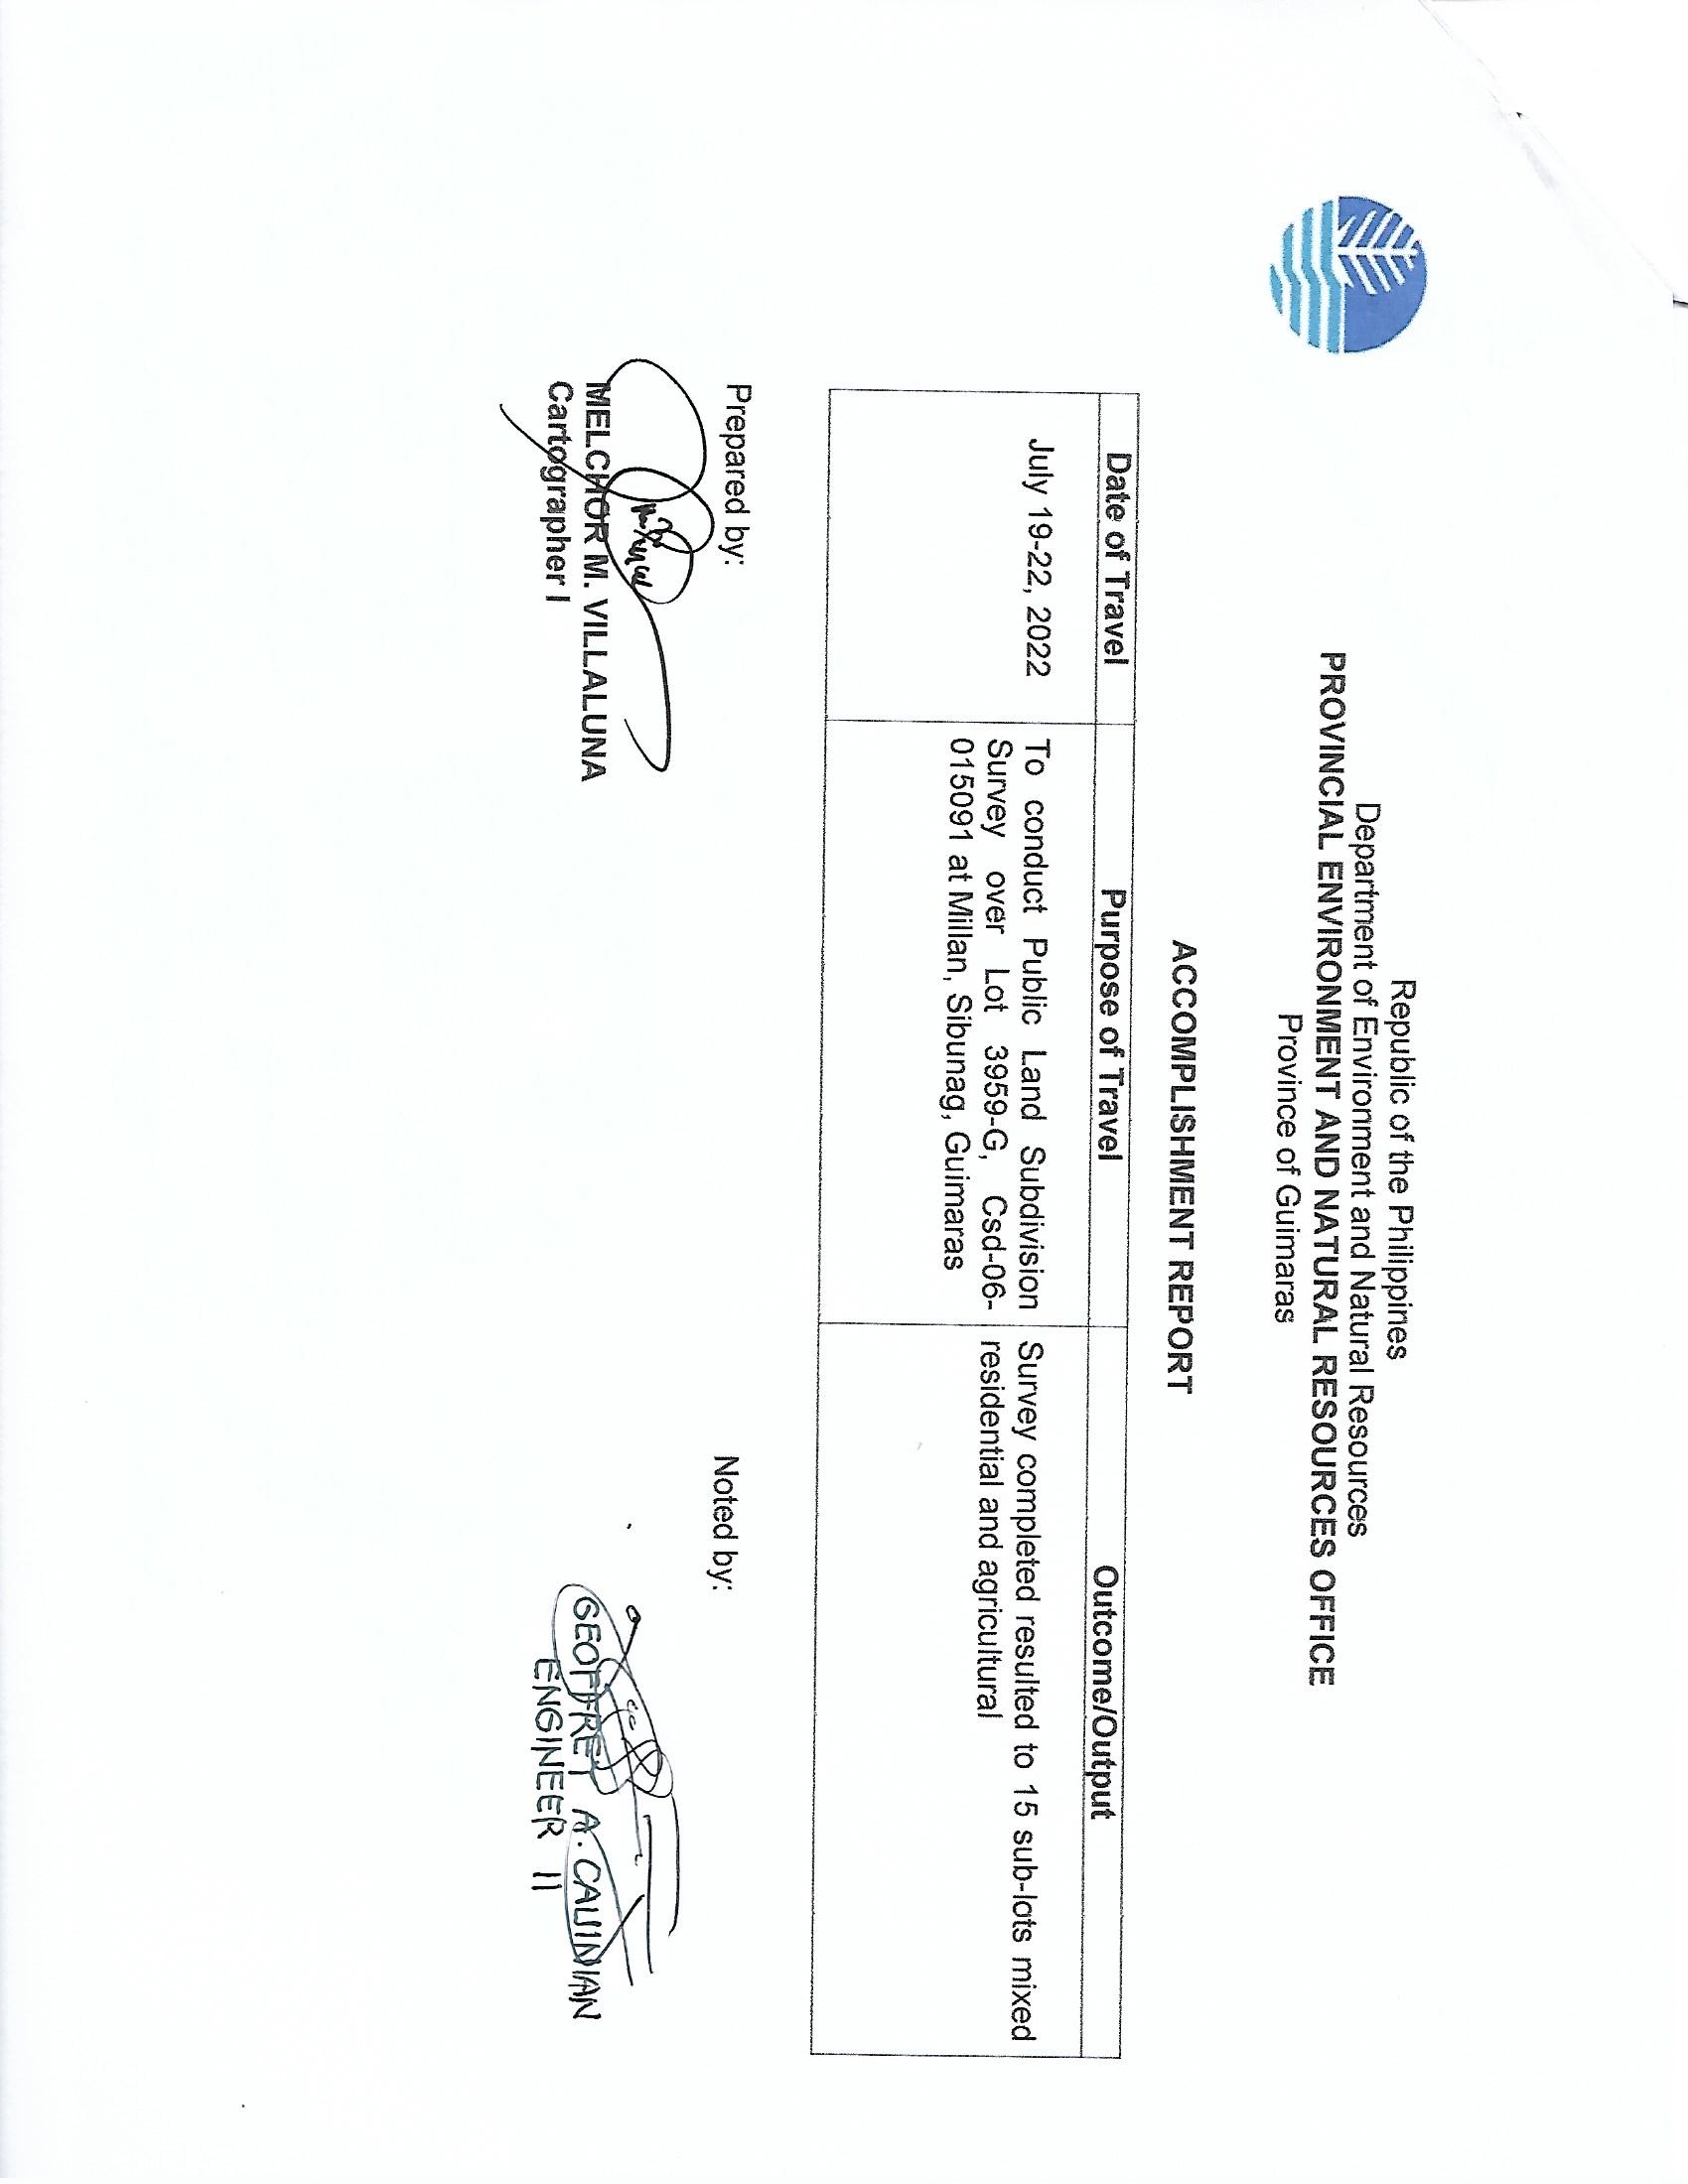 Republic of the Philippines
Department of Environment and Natural Resources
PROVINCIAL ENVIRONMENT AND NATURAL RESOURCES OFFICE
Province of Guimaras
ACCOMPLISHMENT REPORT
Date of Travel
Purpose of Travel
Outcome/Output
July 19-22, 2022
To conduct Public Land Subdivision
Survey over Lot 3959-G, Csd-06-
015091 at Millan, Sibunag, Guimaras
Survey completed resulted to 15 sub-lots mixed
residential and agricultural
Prepared by:
MELCHOR M. VILLALUNA
Cartographer I
Noted by:
GEOFFREY A. CAUINIAN
ENGINEER II